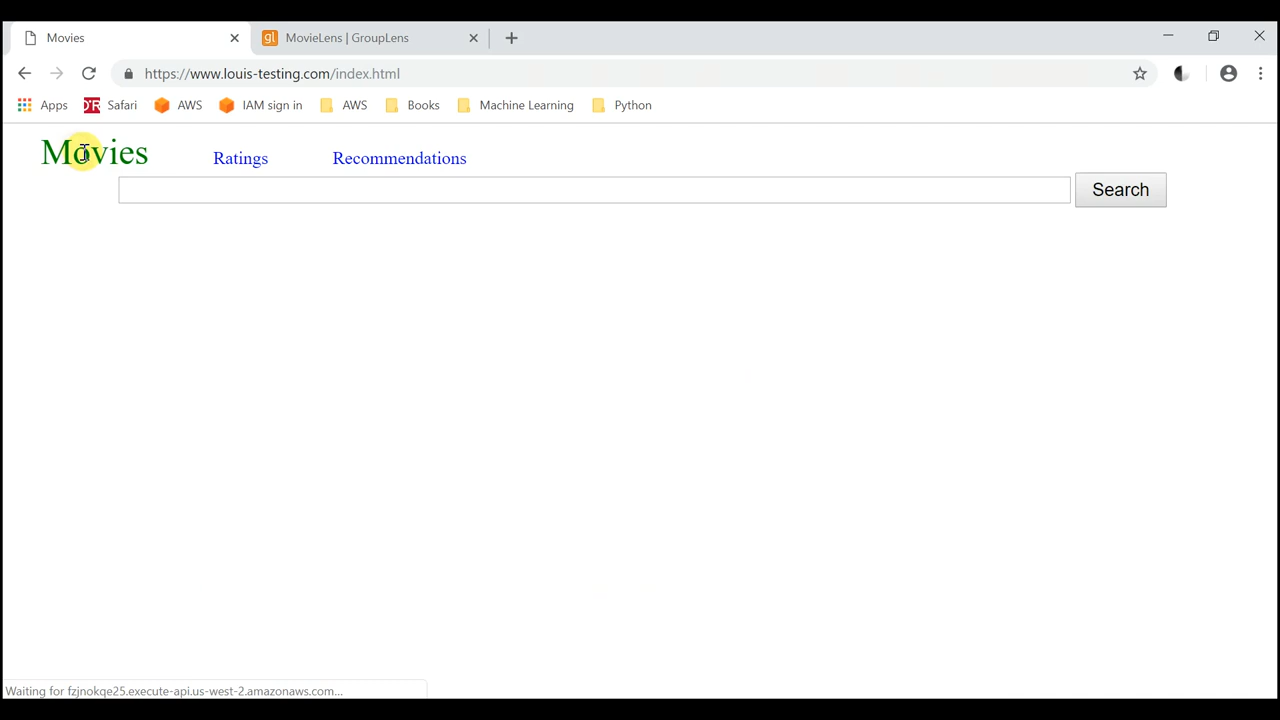 Movies
MovieLens | GroupLens
https://www.louis-testing.com/index.html
Apps Safari AWS IAM sign in AWS Books Machine Learning Python
Movies Ratings Recommendations
Search
Waiting for fzjnokqe25.execute-api.us-west-2.amazonaws.com...